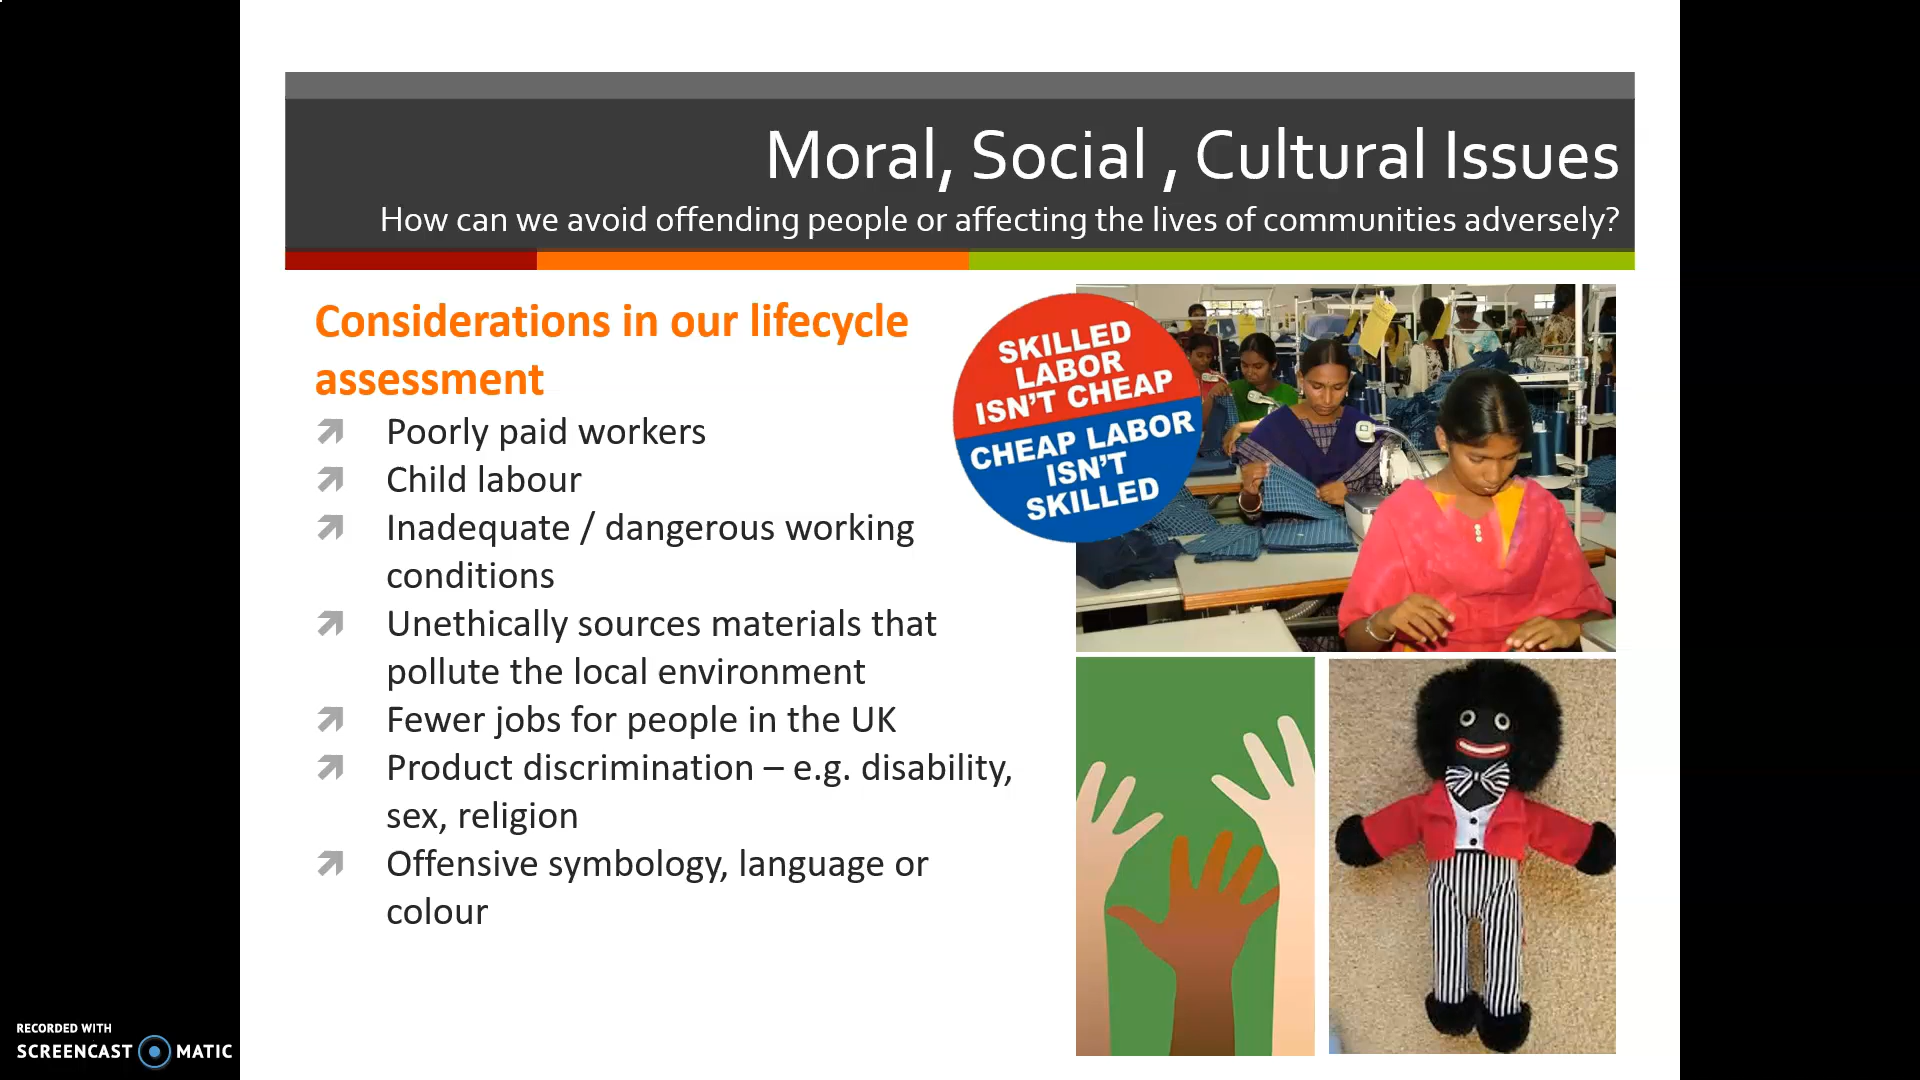 Moral, Social , Cultural Issues
How can we avoid offending people or affecting the lives of communities adversely?
Considerations in our lifecycle
assessment
Poorly paid workers
Child labour
Inadequate / dangerous working
conditions
Unethically sources materials that
pollute the local environment
Fewer jobs for people in the UK
Product discrimination – e.g. disability,
sex, religion
Offensive symbology, language or
colour
SKILLED
LABOR
ISN'T CHEAP
CHEAP LABOR
ISN'T
SKILLED
RECORDED WITH
SCREENCAST MATIC